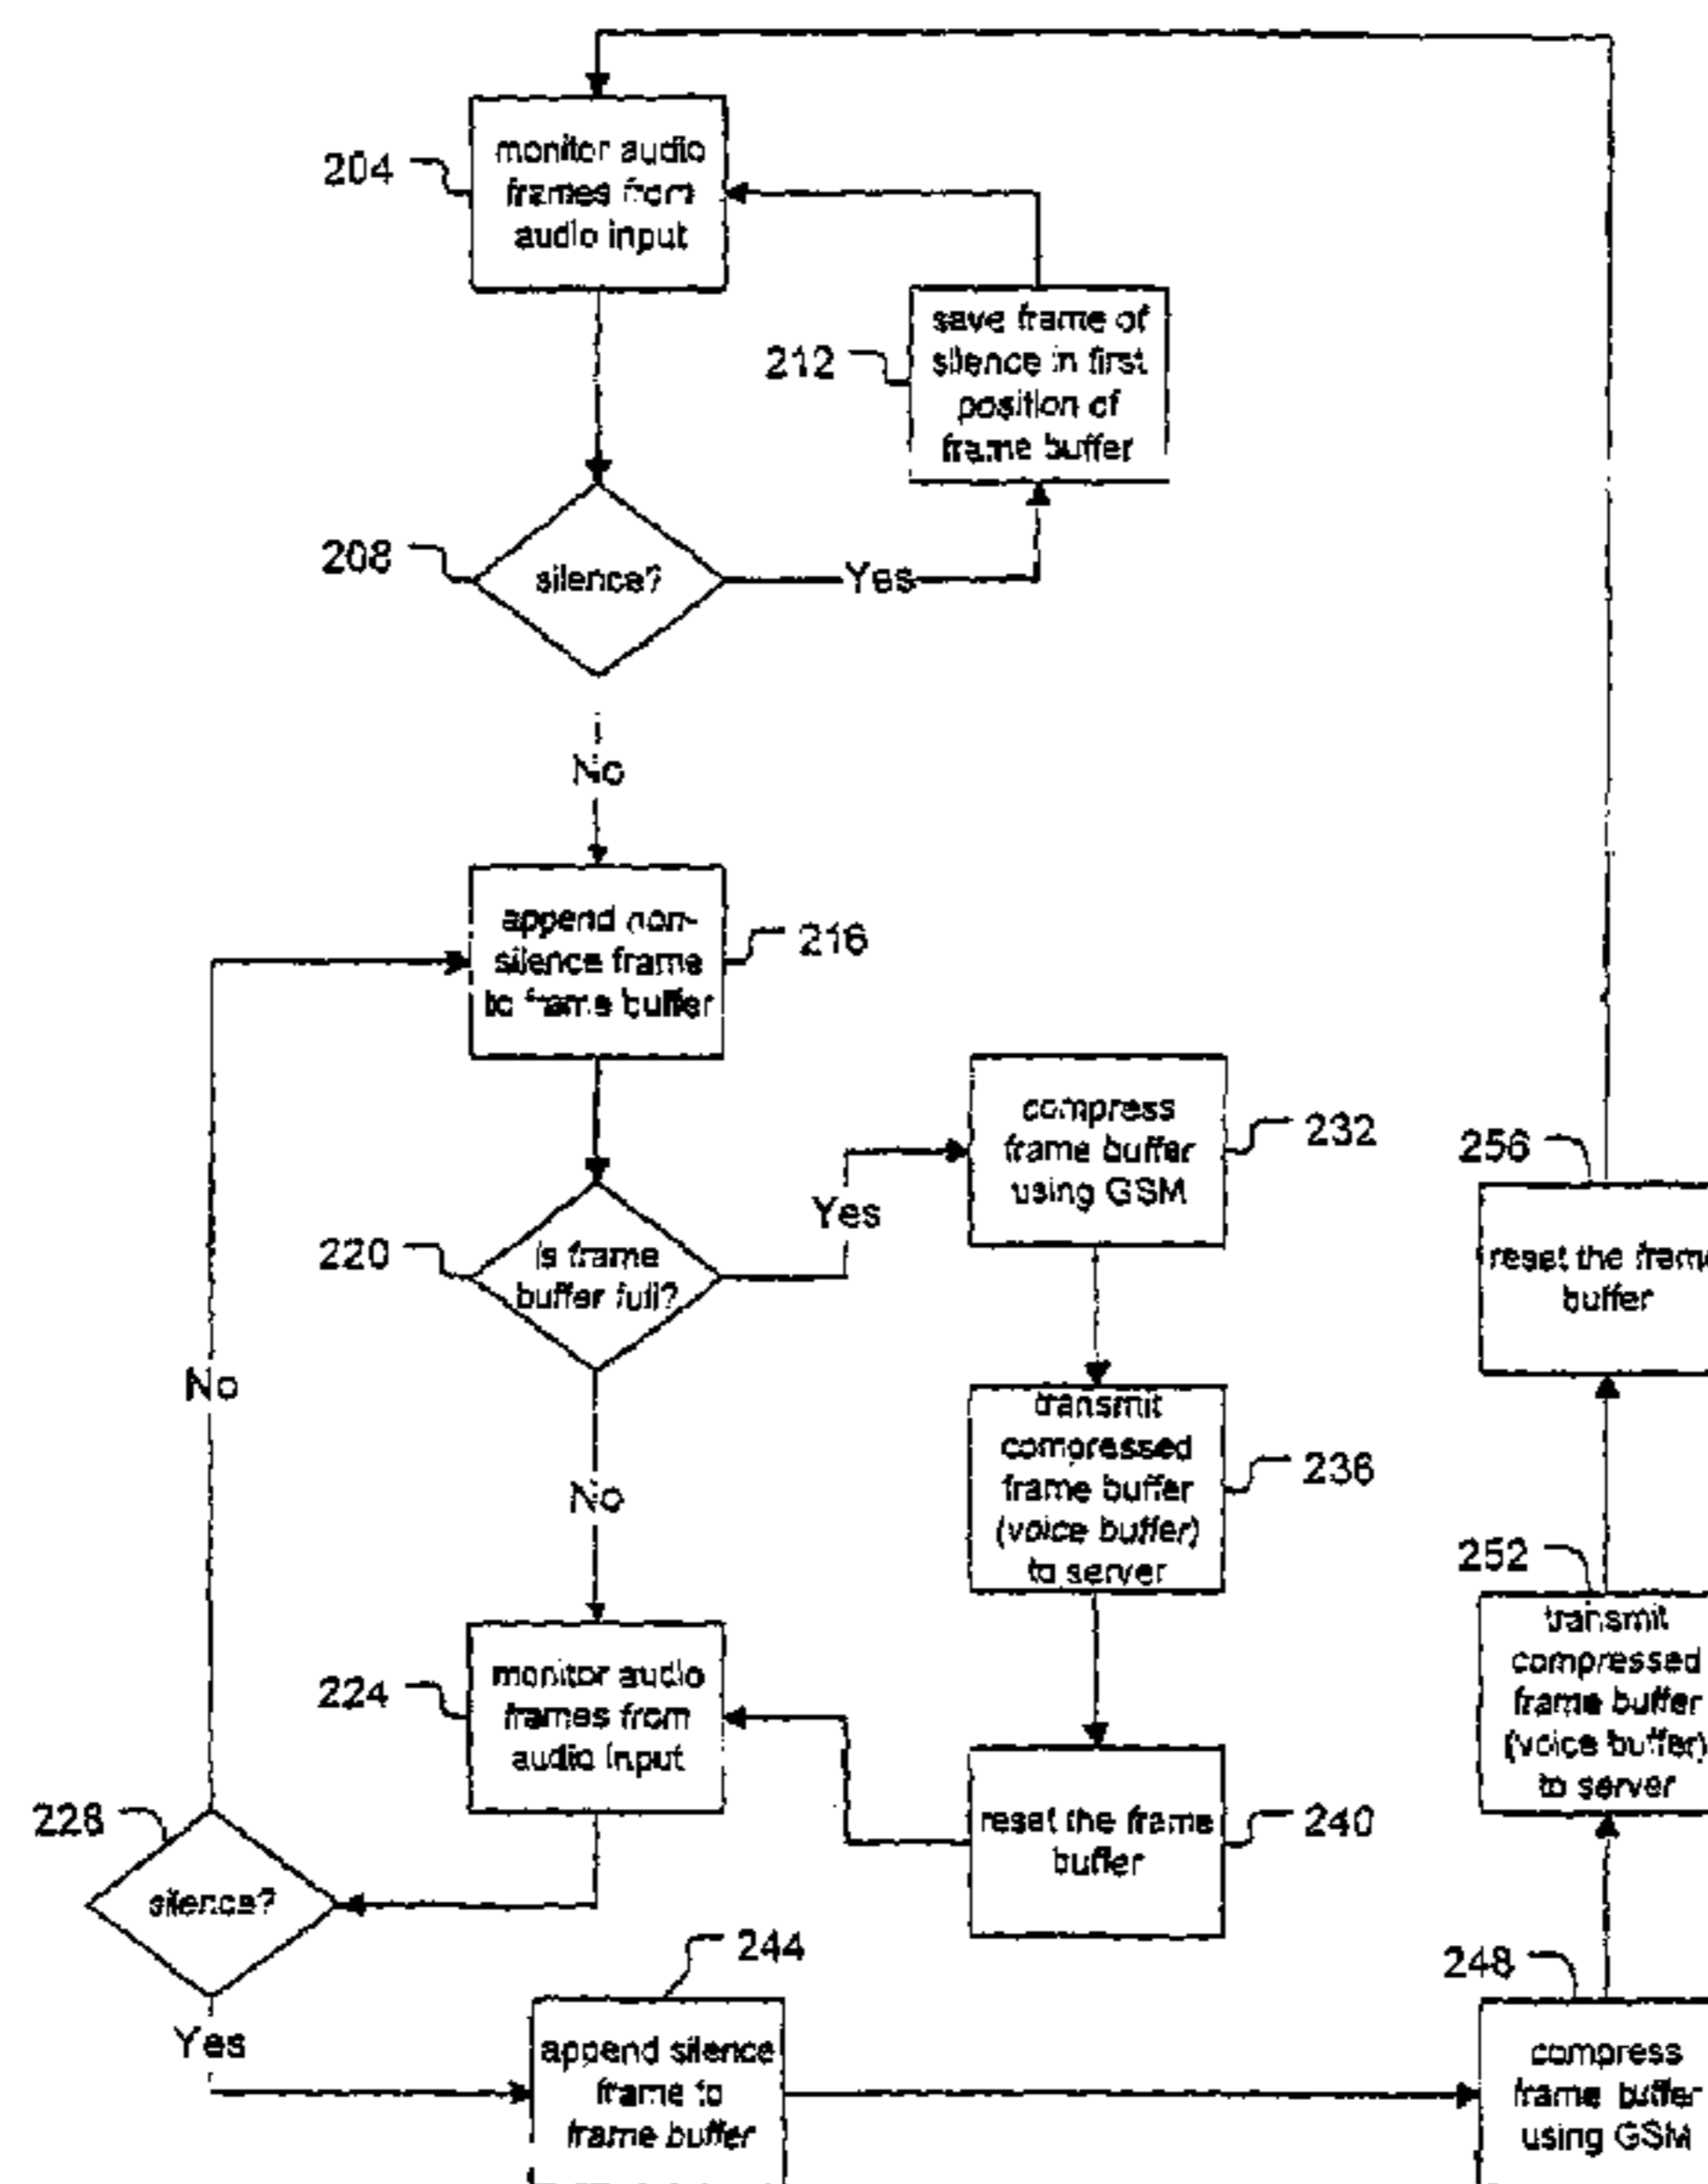 204
monitor audio
frames from
audio input
212
save frame of
silence in first
position of
frame buffer
208
silence?
Yes
No
append non-
silence frame
to frame buffer
216
compress
frame buffer
using GSM
232
256
reset the frame
buffer
220
is frame
buffer full?
Yes
No
No
transmit
compressed
frame buffer
(voice buffer)
to server
236
252
transmit
compressed
frame buffer
(voice buffer)
to server
224
monitor audio
frames from
audio input
228
silence?
reset the frame
buffer
240
244
Yes
append silence
frame to
frame buffer
248
compress
frame buffer
using GSM